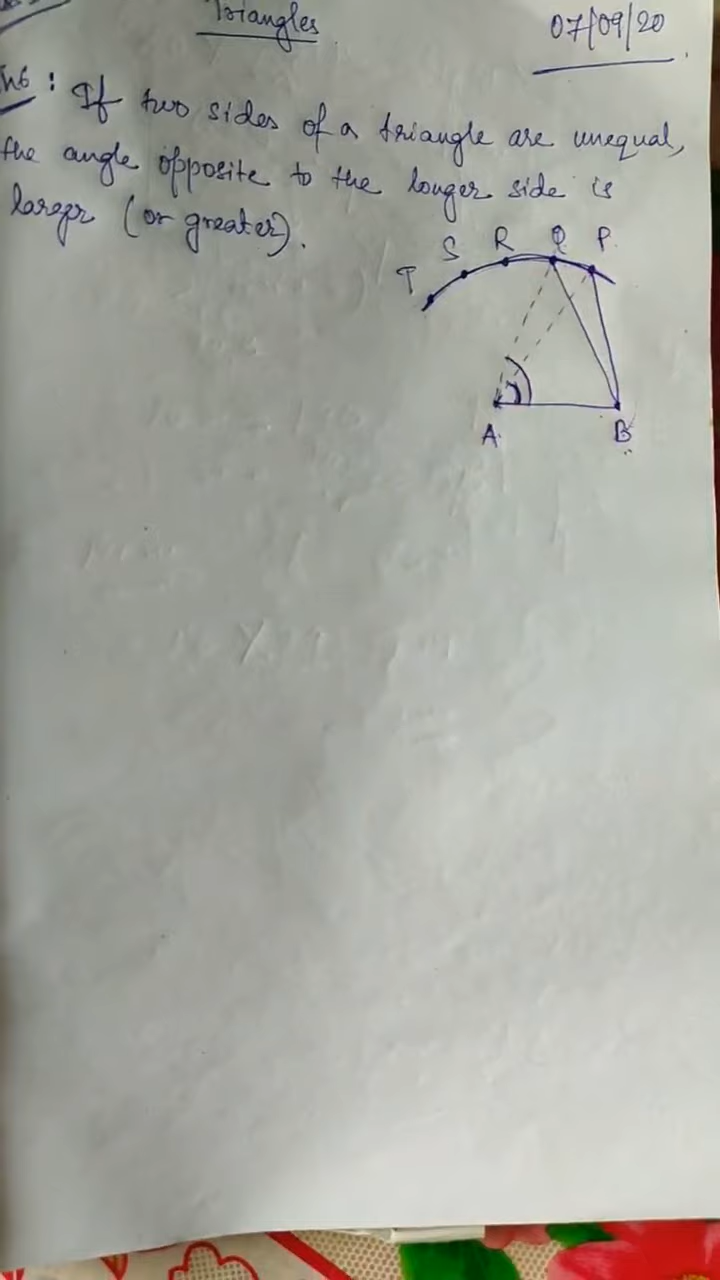 Triangles
07/09/20
Th6 : If two sides of a triangle are unequal,
the angle opposite to the longer side is
larger (or greater).
T S R Q P.
A B